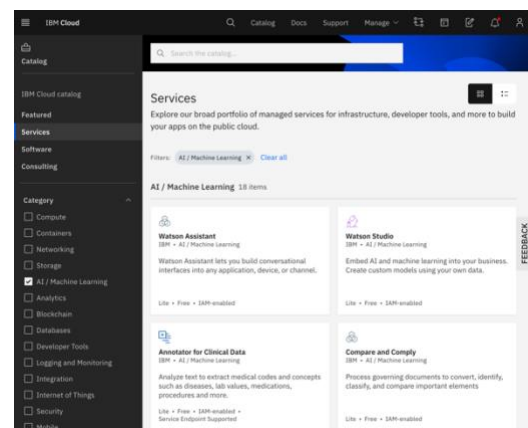 IBM Cloud
Catalog Docs Support Manage
Catalog
Search the catalog...
IBM Cloud catalog
Featured
Services
Software
Consulting
Category
Compute
Containers
Networking
Storage
AI / Machine Learning
Analytics
Blockchain
Databases
Developer Tools
Logging and Monitoring
Integration
Internet of Things
Security
Mobile
Services
Explore our broad portfolio of managed services for infrastructure, developer tools, and more to build
your apps on the public cloud.
Filters: AI / Machine Learning × Clear all
AI / Machine Learning 18 items
Watson Assistant
IBM • AI / Machine Learning
Watson Assistant lets you build conversational
interfaces into any application, device, or channel.
Lite • Free • IAM-enabled
Watson Studio
IBM • AI / Machine Learning
Embed AI and machine learning into your business.
Create custom models using your own data.
Lite • Free • IAM-enabled
Annotator for Clinical Data
IBM • AI / Machine Learning
Analyze text to extract medical codes and concepts
such as diseases, lab values, medications,
procedures and more.
Lite • Free • IAM-enabled •
Service Endpoint Supported
Compare and Comply
IBM • AI / Machine Learning
Process governing documents to convert, identify,
classify, and compare important elements
Lite • Free • IAM-enabled
FEEDBACK